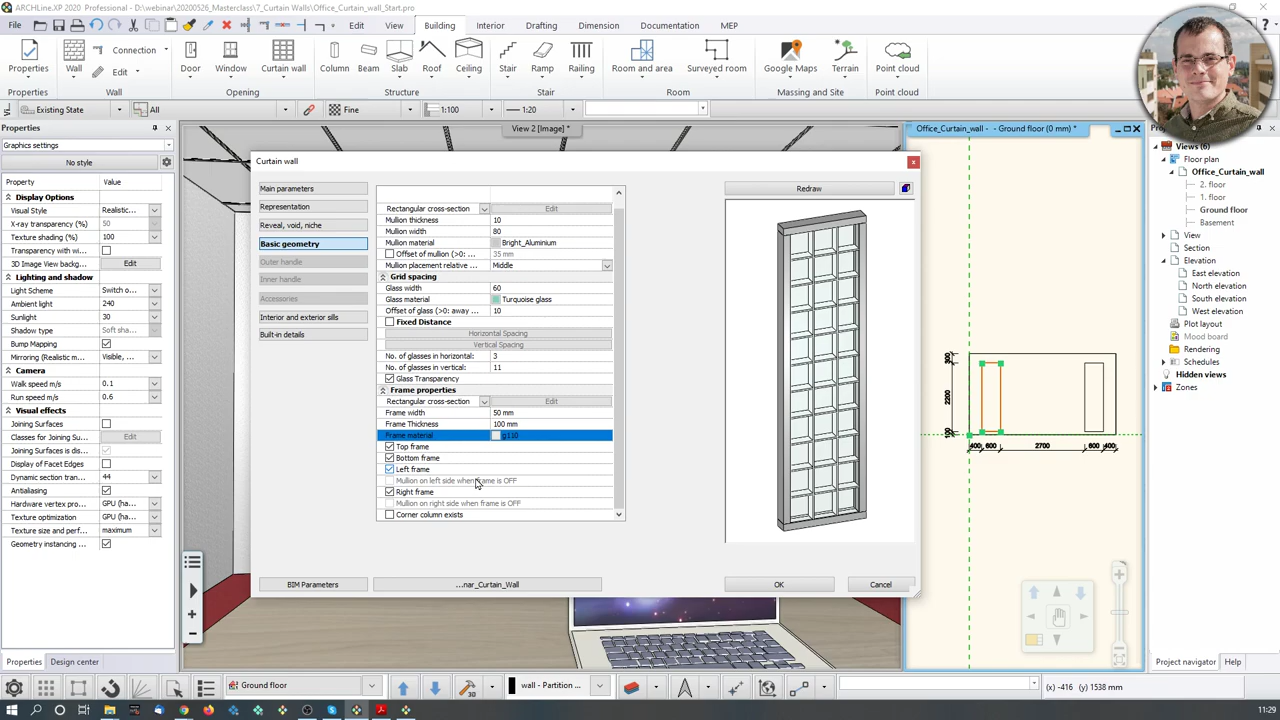 ARCHLine.XP 2020 - D:\webinar\20200526_Masterclass\7_Curtain Walls\Office_Curtain_wall_Start.pro
File
Edit
View
Building
Interior
Drafting
Dimension
Documentation
MEP
Properties
Wall
Connection
Edit
Door
Window
Curtain wall
Column
Beam
Slab
Roof
Ceiling
Stair
Ramp
Railing
Room and area
Surveyed room
Google Maps
Terrain
Point cloud
Properties
Wall
Opening
Structure
Stair
Room
Massing and Site
Point cloud
Existing State
All
Fine
1:100
1:20
Properties
Graphics settings
No style
Property
Value
Display Options
Visual Style
Realistic...
X-ray transparency (%)
50
Texture shading (%)
100
Transparency with wi...
3D Image View backg...
Edit
Lighting and shadow
Light Scheme
Switch o...
Ambient light
240
Sunlight
30
Shadow type
Soft sha...
Bump Mapping
Mirroring (Realistic m...
Visible, ...
Camera
Walk speed m/s
0.1
Run speed m/s
0.6
Visual effects
Joining Surfaces
Classes for Joining Su...
Edit
Joining Surfaces is dis...
Display of Facet Edges
Dynamic section tran...
44
Antialiasing
Hardware vertex pro...
GPU (ha...
Texture optimization
GPU (ha...
Texture size and perf...
maximum
Geometry instancing ...
Properties
Design center
View 2 [Image] *
Curtain wall
Main parameters
Representation
Reveal, void, niche
Basic geometry
Outer handle
Inner handle
Accessories
Interior and exterior sills
Built-in details
Rectangular cross-section
Edit
Mullion thickness
10
Mullion width
80
Mullion material
Bright_Aluminium
Offset of mullion (>0: ...
35 mm
Mullion placement relative ...
Middle
Grid spacing
Glass width
60
Glass material
Turquoise glass
Offset of glass (>0: away ...
10
Fixed Distance
Horizontal Spacing
Vertical Spacing
No. of glasses in horizontal:
3
No. of glasses in vertical:
11
Glass Transparency
Frame properties
Rectangular cross-section
Edit
Frame width
50 mm
Frame Thickness
100 mm
Frame material
g110
Top frame
Bottom frame
Left frame
Mullion on left side when frame is OFF
Right frame
Mullion on right side when frame is OFF
Corner column exists
Redraw
BIM Parameters
...nar_Curtain_Wall
OK
Cancel
Office_Curtain_wall - - Ground floor (0 mm) *
300
2200
100
400
600
2700
600
400
Views (6)
Floor plan
Office_Curtain_wall
2. floor
1. floor
Ground floor
Basement
View
Section
Elevation
East elevation
North elevation
South elevation
West elevation
Plot layout
Mood board
Rendering
Schedules
Hidden views
Zones
Project navigator
Help
Ground floor
wall - Partition ...
(x) -416 (y) 1538 mm
11:29